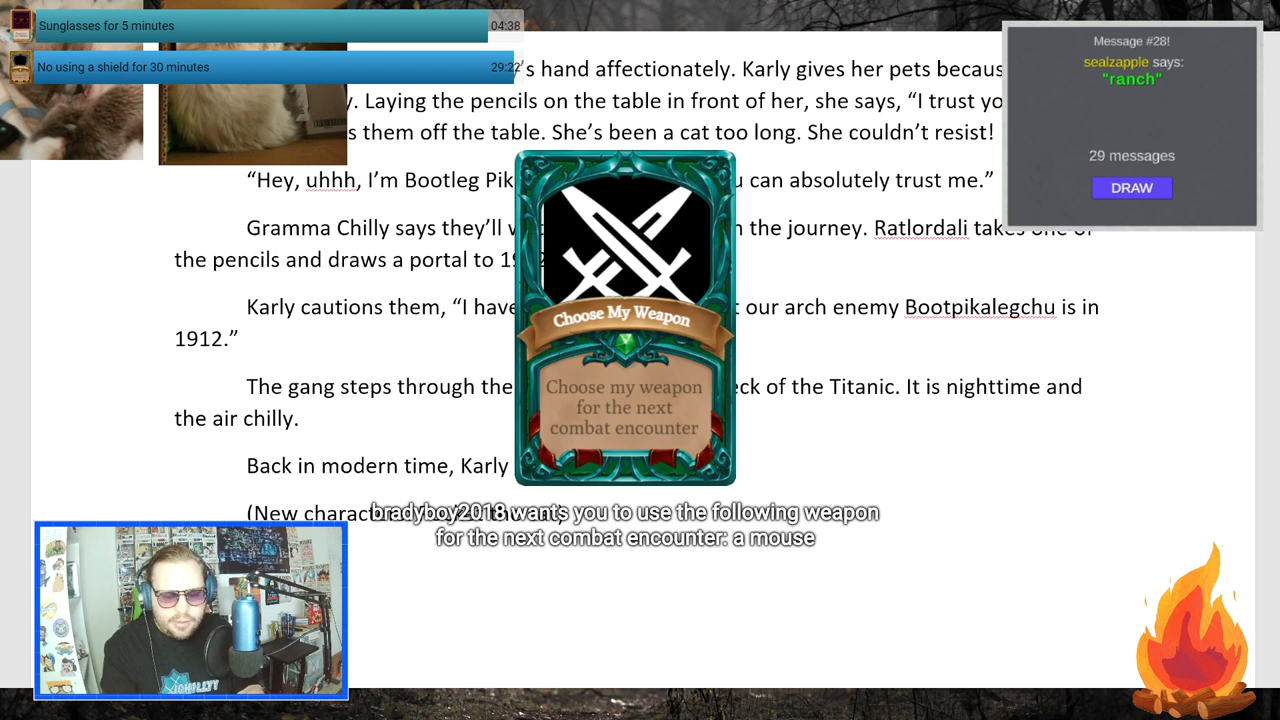 Sunglasses for 5 minutes 04:38
No using a shield for 30 minutes 29:22
's hand affectionately. Karly gives her pets becaus
y. Laying the pencils on the table in front of her, she says, “I trust yo
s them off the table. She’s been a cat too long. She couldn’t resist!
“Hey, uhhh, I’m Bootleg Pik u can absolutely trust me.”
Gramma Chilly says they’ll w n the journey. Ratlordali takes one of
the pencils and draws a portal to 19
Karly cautions them, “I have t our arch enemy Bootpikalegchu is in
1912.”
The gang steps through the eck of the Titanic. It is nighttime and
the air chilly.
Back in modern time, Karly
(New charact
Message #28!
sealzapple says:
"ranch"
29 messages
DRAW
Choose My Weapon
Choose my weapon
for the next
combat encounter
bradyboy2018 wants you to use the following weapon
for the next combat encounter: a mouse
CHILLYY